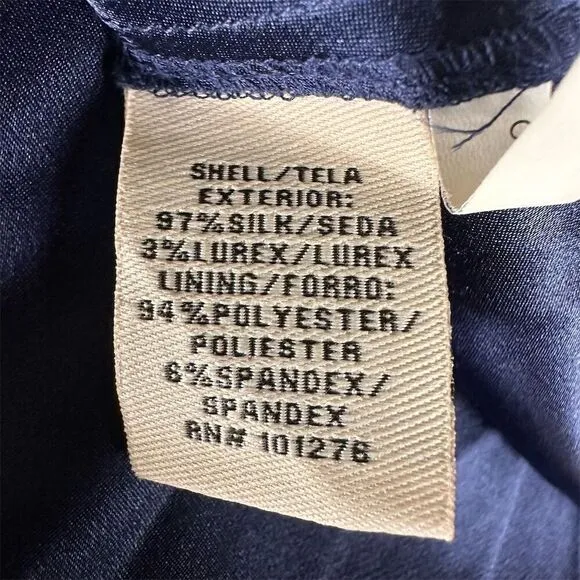 SHELL/TELA
EXTERIOR:
97%SILK/SEDA
3%LUREX/LUREX
LINING/FORRO:
94%POLYESTER/
POLIESTER
6%SPANDEX/
SPANDEX
RN# 101276